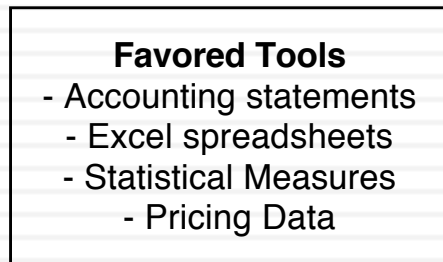 Favored Tools
- Accounting statements
- Excel spreadsheets
- Statistical Measures
- Pricing Data